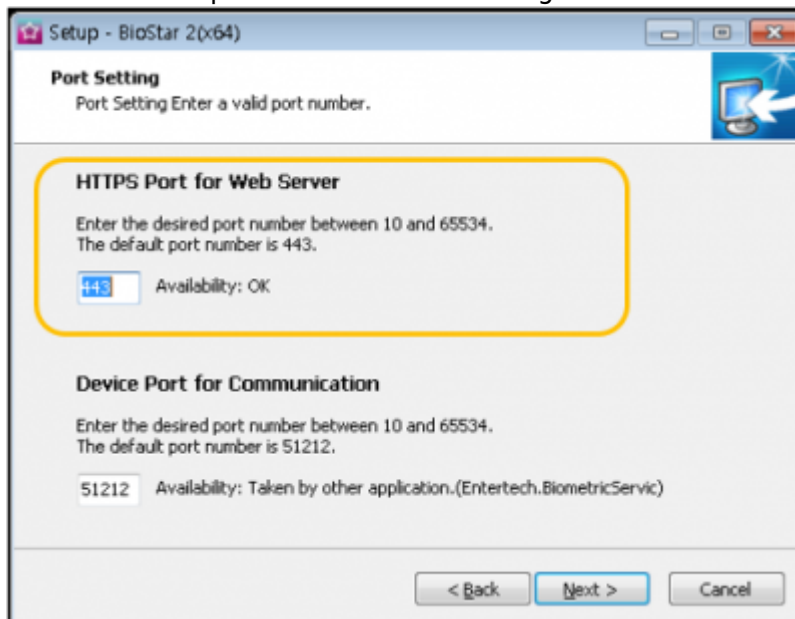 Setup - BioStar 2(x64)
Port Setting
Port Setting Enter a valid port number.
HTTPS Port for Web Server
Enter the desired port number between 10 and 65534.
The default port number is 443.
443 Availability: OK
Device Port for Communication
Enter the desired port number between 10 and 65534.
The default port number is 51212.
51212 Availability: Taken by other application.(Entertech.BiometricServic)
< Back Next > Cancel